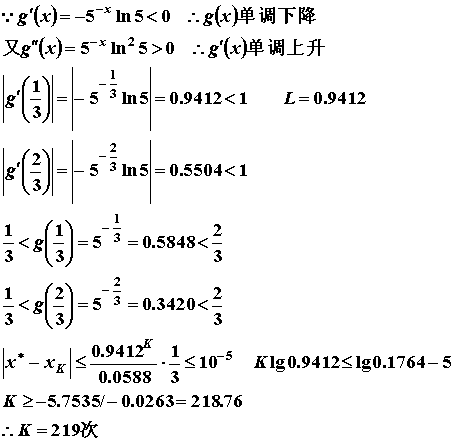 ∵ g′(x) = −5⁻ˣ ln 5 < 0 ∴ g(x)单调下降
又g″(x) = 5⁻ˣ ln² 5 > 0 ∴ g′(x)单调上升
|g′(1/3)| = |−5^(−1/3) ln 5| = 0.9412 < 1 L = 0.9412
|g′(2/3)| = |−5^(−2/3) ln 5| = 0.5504 < 1
1/3 < g(1/3) = 5^(−1/3) = 0.5848 < 2/3
1/3 < g(2/3) = 5^(−2/3) = 0.3420 < 2/3
|x* − x_K| ≤ 0.9412^K/0.0588 · 1/3 ≤ 10⁻⁵ K lg 0.9412 ≤ lg 0.1764 − 5
K ≥ −5.7535/−0.0263 = 218.76
∴ K = 219次